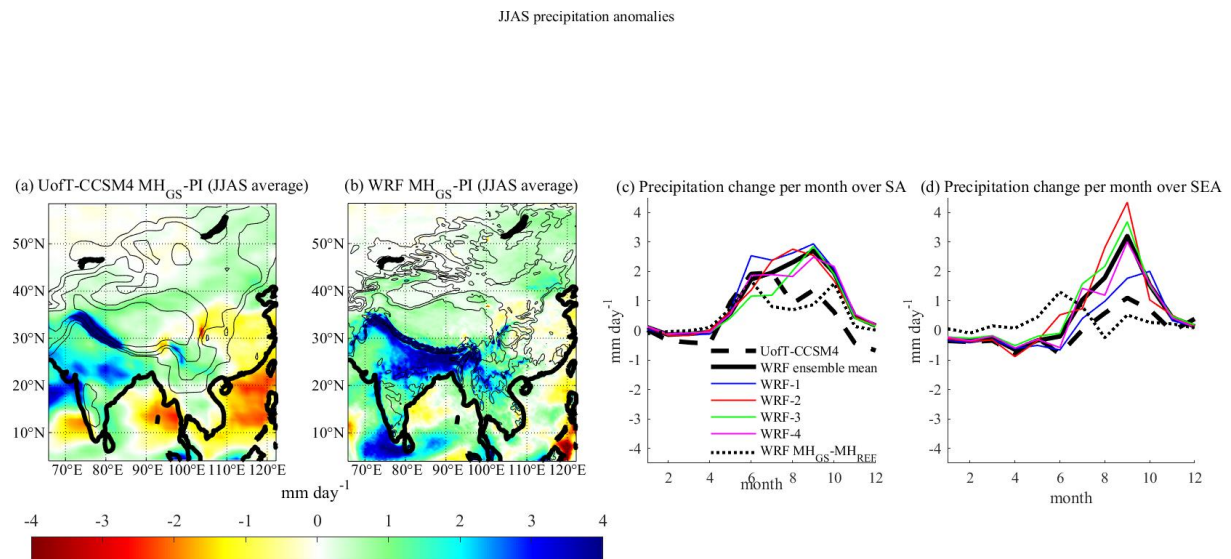 JJAS precipitation anomalies
(a) UofT-CCSM4 MH_GS-PI (JJAS average)
50°N
40°N
30°N
20°N
10°N
70°E 80°E 90°E 100°E 110°E 120°E
(b) WRF MH_GS-PI (JJAS average)
50°N
40°N
30°N
20°N
10°N
70°E 80°E 90°E 100°E 110°E 120°E
mm day⁻¹
-4 -3 -2 -1 0 1 2 3 4
(c) Precipitation change per month over SA
mm day⁻¹
4
3
2
1
0
-1
-2
-3
-4
UofT-CCSM4
WRF ensemble mean
WRF-1
WRF-2
WRF-3
WRF-4
WRF MH_GS-MH_REF
2 4 6 8 10 12
month
(d) Precipitation change per month over SEA
mm day⁻¹
4
3
2
1
0
-1
-2
-3
-4
2 4 6 8 10 12
month